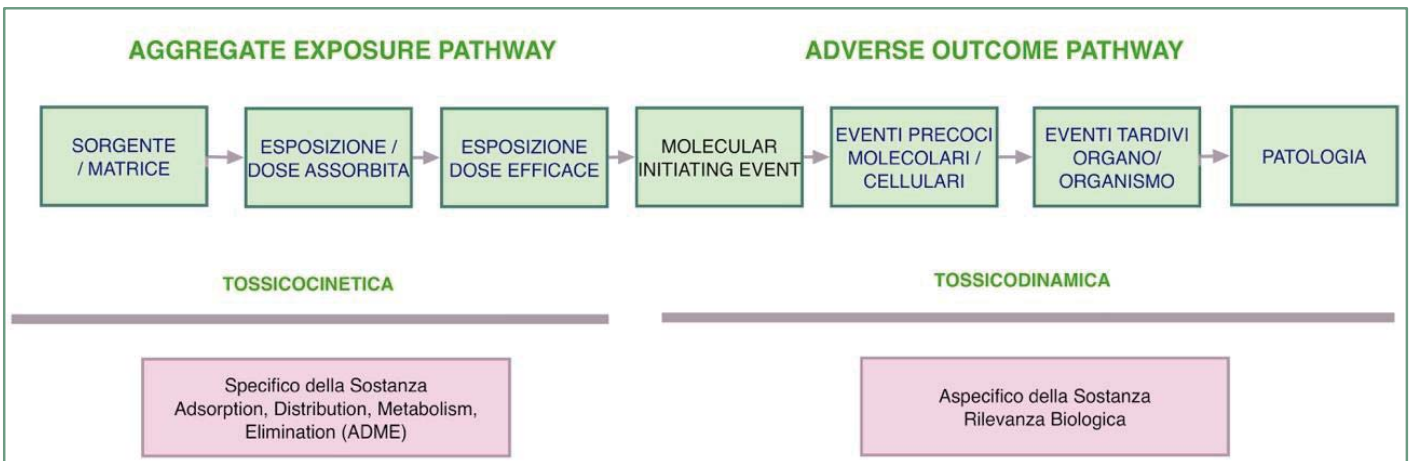 AGGREGATE EXPOSURE PATHWAY
ADVERSE OUTCOME PATHWAY
SORGENTE
/ MATRICE
ESPOSIZIONE /
DOSE ASSORBITA
ESPOSIZIONE
DOSE EFFICACE
MOLECULAR
INITIATING EVENT
EVENTI PRECOCI
MOLECOLARI /
CELLULARI
EVENTI TARDIVI
ORGANO/
ORGANISMO
PATOLOGIA
TOSSICOCINETICA
TOSSICODINAMICA
Specifico della Sostanza
Adsorption, Distribution, Metabolism,
Elimination (ADME)
Aspecifico della Sostanza
Rilevanza Biologica